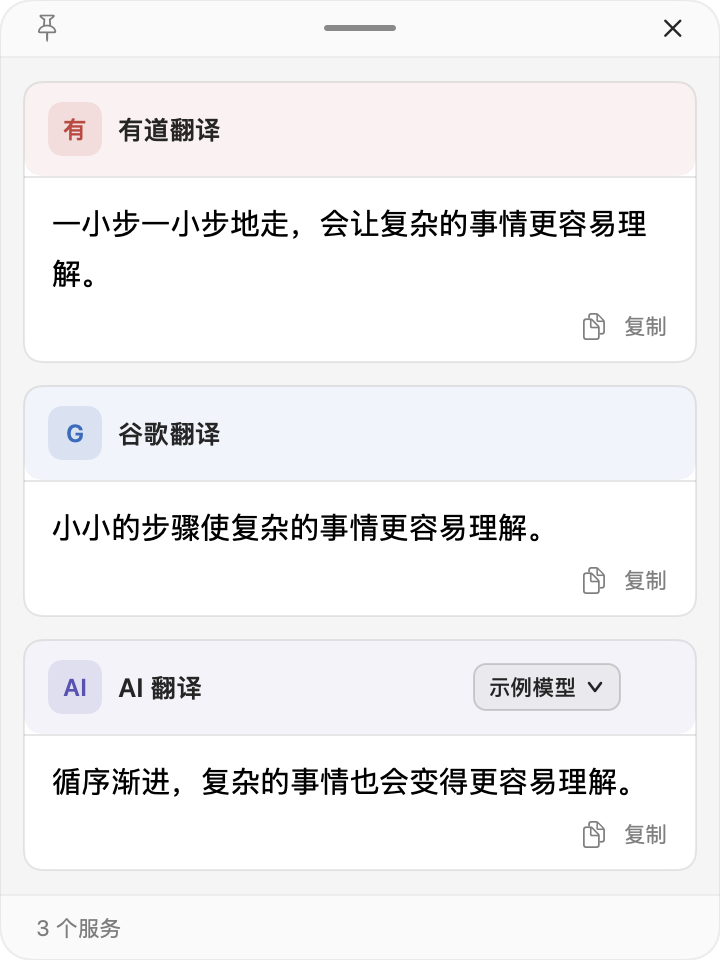 有 有道翻译
一小步一小步地走，会让复杂的事情更容易理
解。
复制
G 谷歌翻译
小小的步骤使复杂的事情更容易理解。
复制
AI AI 翻译 示例模型
循序渐进，复杂的事情也会变得更容易理解。
复制
3 个服务